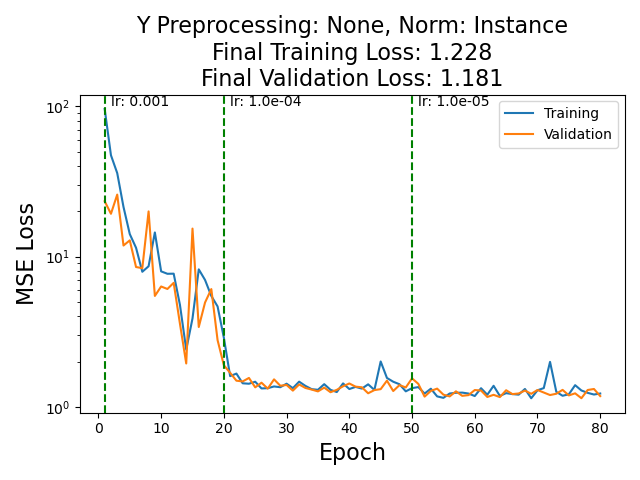 Y Preprocessing: None, Norm: Instance
Final Training Loss: 1.228
Final Validation Loss: 1.181
lr: 0.001
lr: 1.0e-04
lr: 1.0e-05
Training
Validation
10²
10¹
10⁰
MSE Loss
0 10 20 30 40 50 60 70 80
Epoch